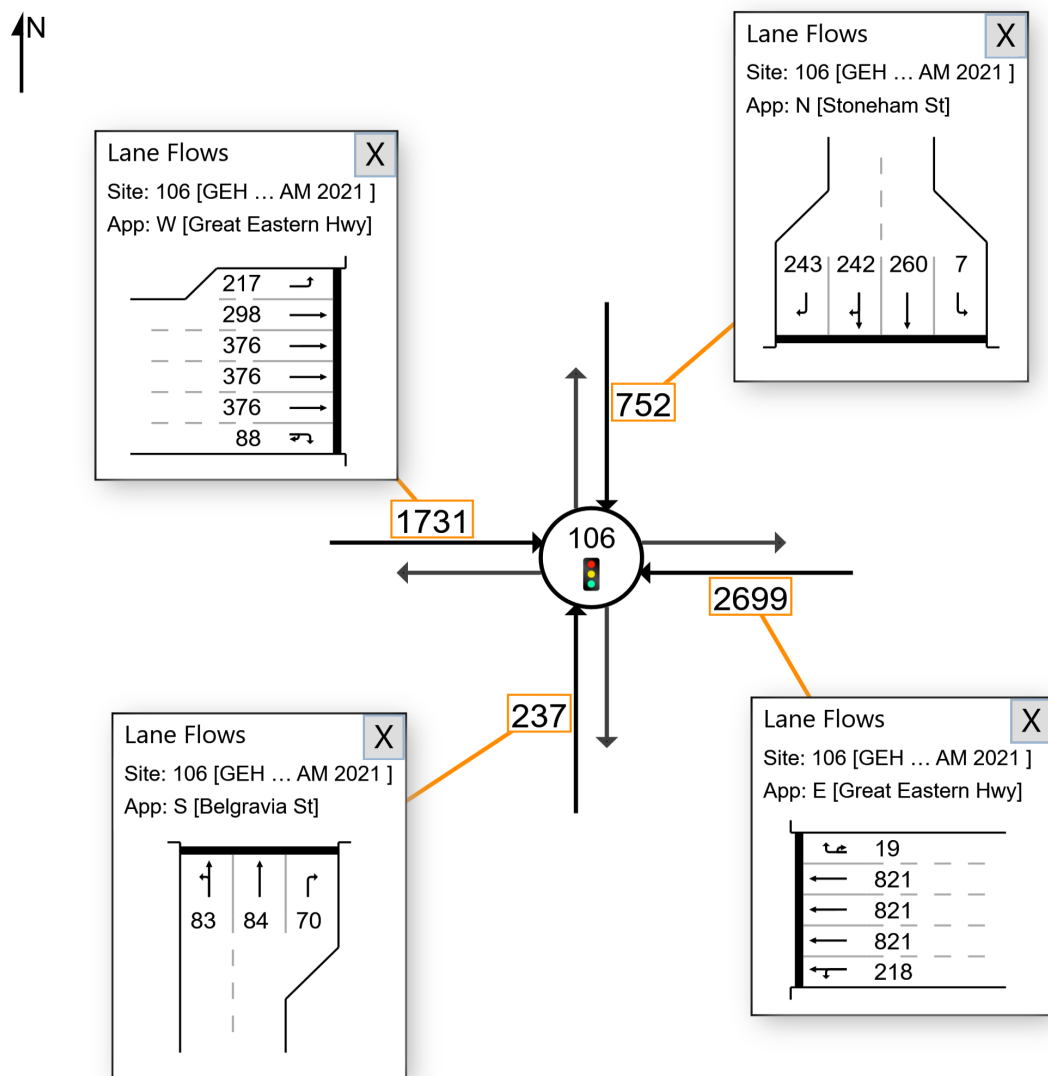 N
Lane Flows
X
Site: 106 [GEH ... AM 2021 ]
App: N [Stoneham St]
243 242 260 7
Lane Flows
X
Site: 106 [GEH ... AM 2021 ]
App: W [Great Eastern Hwy]
217
298
376
376
376
88
752
1731
106
2699
237
Lane Flows
X
Site: 106 [GEH ... AM 2021 ]
App: S [Belgravia St]
83 84 70
Lane Flows
X
Site: 106 [GEH ... AM 2021 ]
App: E [Great Eastern Hwy]
19
821
821
821
218